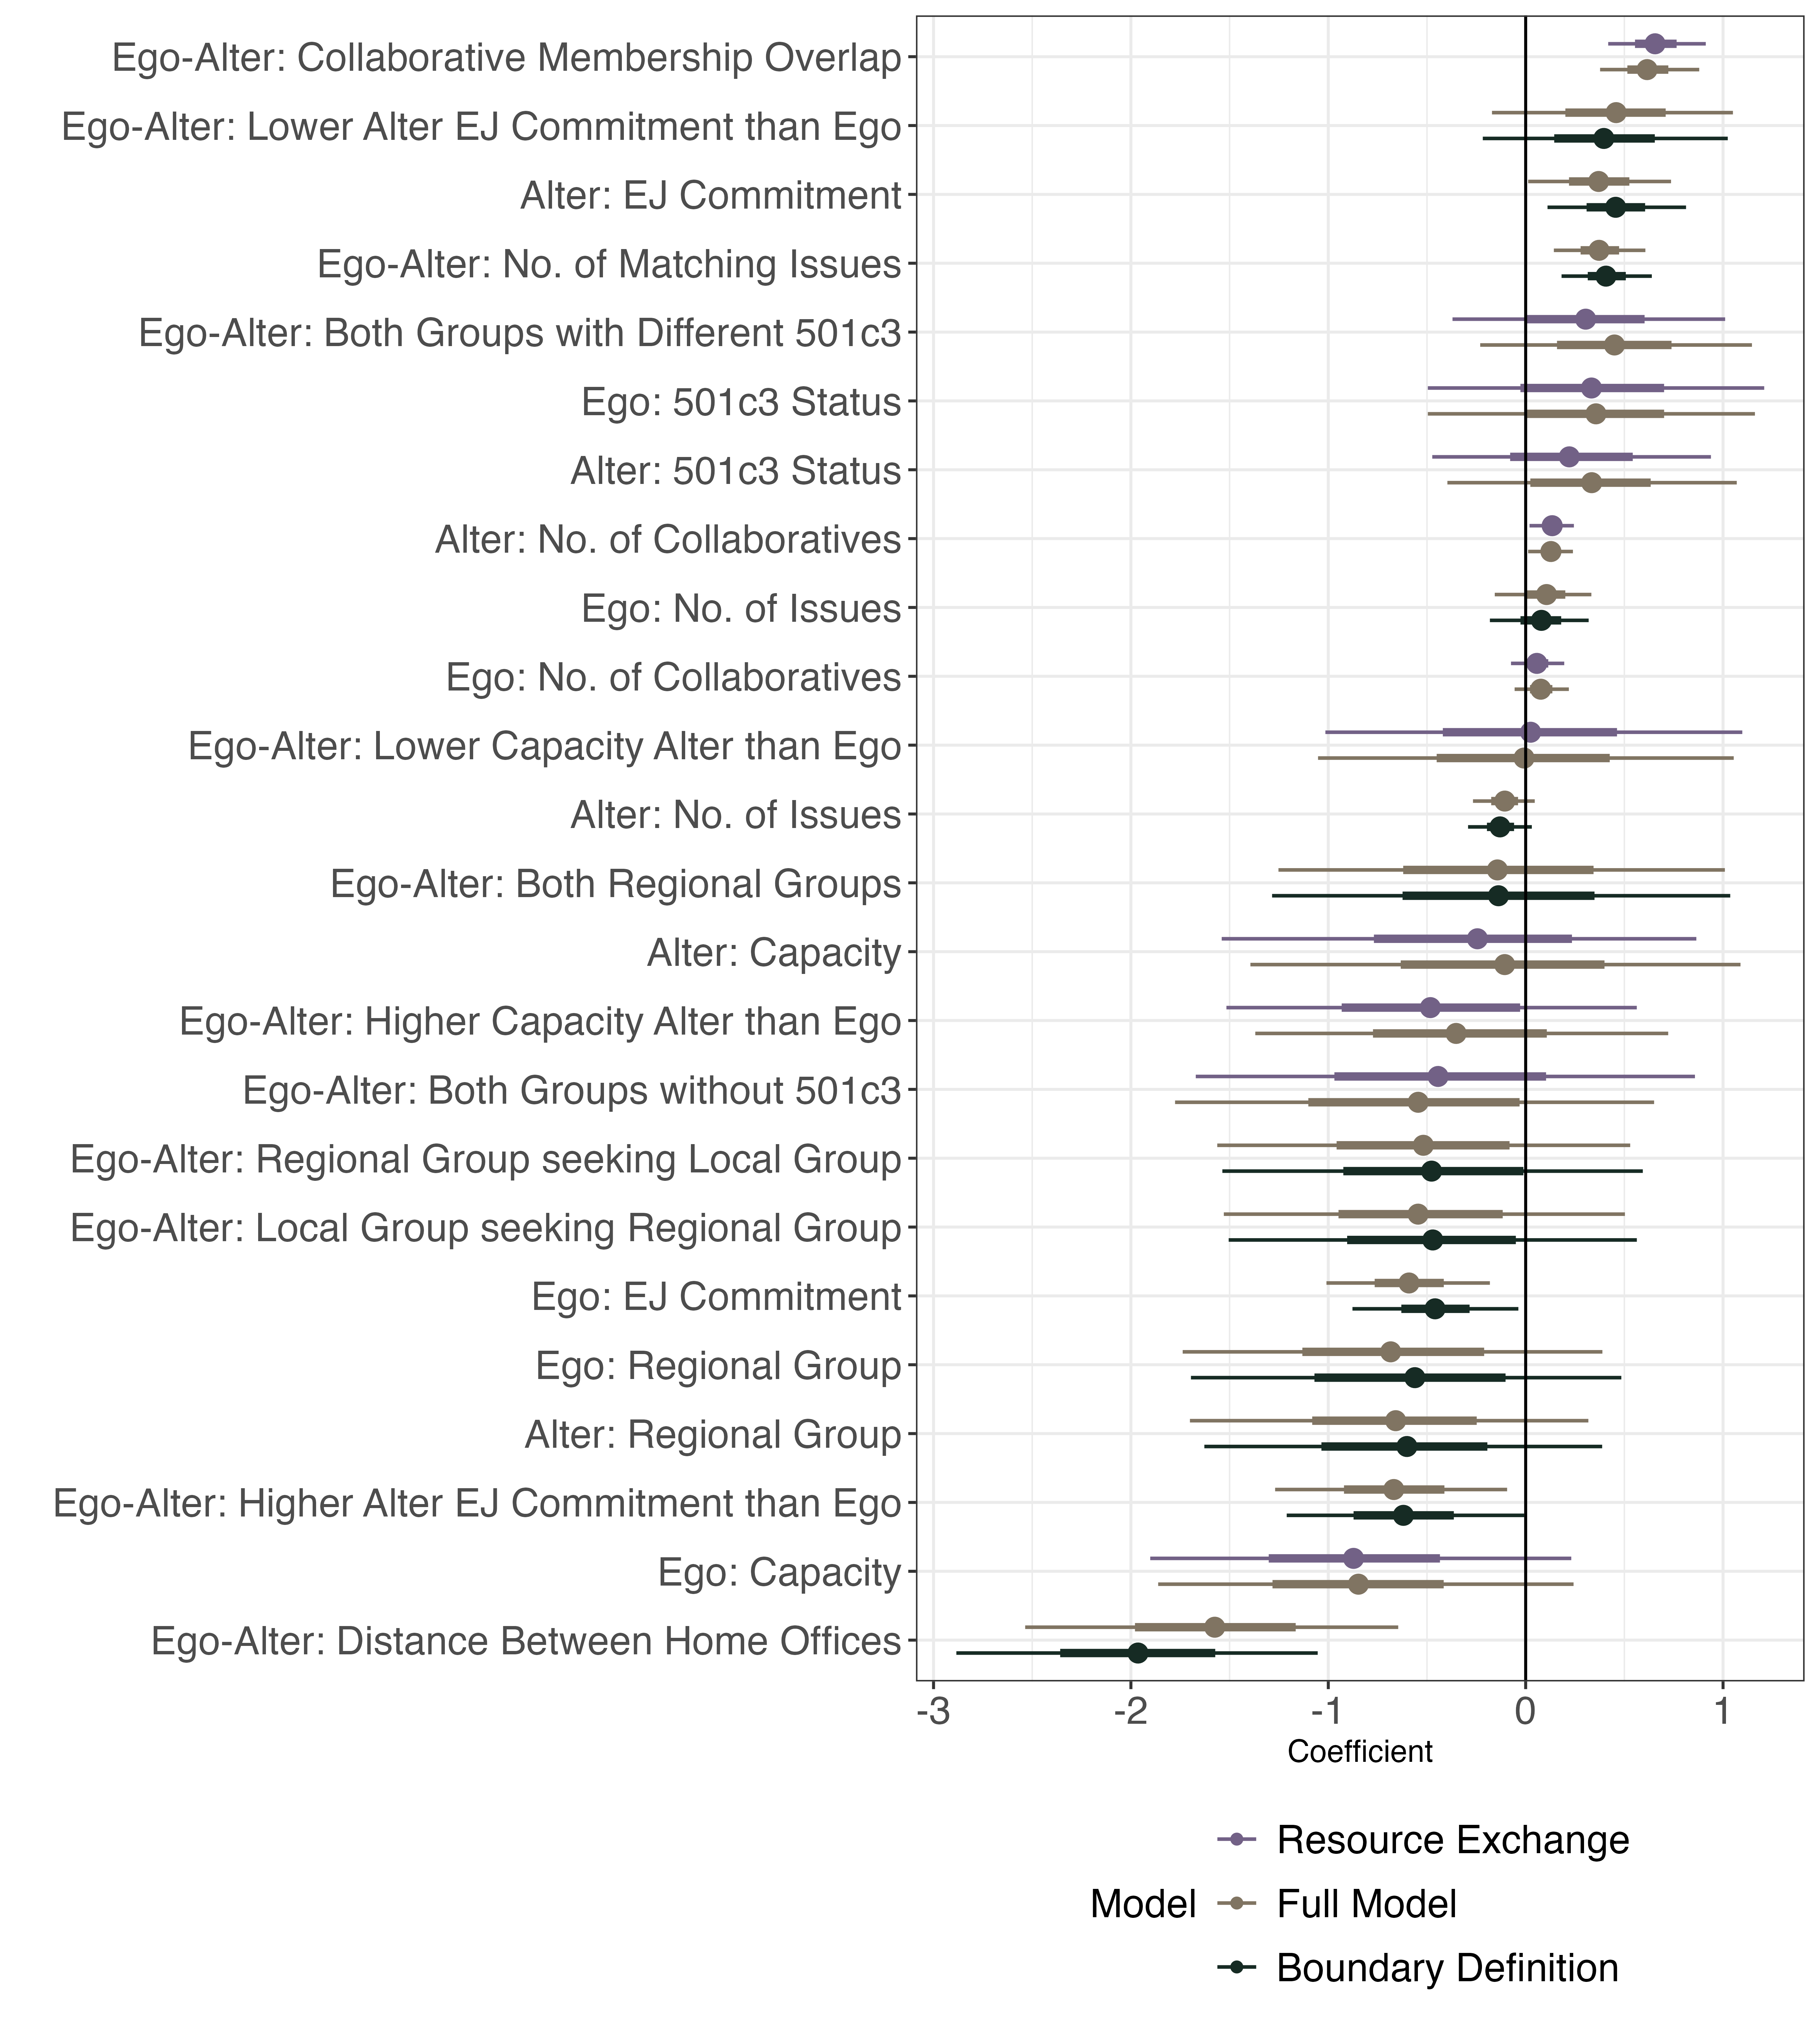 Ego-Alter: Collaborative Membership Overlap
Ego-Alter: Lower Alter EJ Commitment than Ego
Alter: EJ Commitment
Ego-Alter: No. of Matching Issues
Ego-Alter: Both Groups with Different 501c3
Ego: 501c3 Status
Alter: 501c3 Status
Alter: No. of Collaboratives
Ego: No. of Issues
Ego: No. of Collaboratives
Ego-Alter: Lower Capacity Alter than Ego
Alter: No. of Issues
Ego-Alter: Both Regional Groups
Alter: Capacity
Ego-Alter: Higher Capacity Alter than Ego
Ego-Alter: Both Groups without 501c3
Ego-Alter: Regional Group seeking Local Group
Ego-Alter: Local Group seeking Regional Group
Ego: EJ Commitment
Ego: Regional Group
Alter: Regional Group
Ego-Alter: Higher Alter EJ Commitment than Ego
Ego: Capacity
Ego-Alter: Distance Between Home Offices
-3 -2 -1 0 1
Coefficient
Resource Exchange
Model Full Model
Boundary Definition